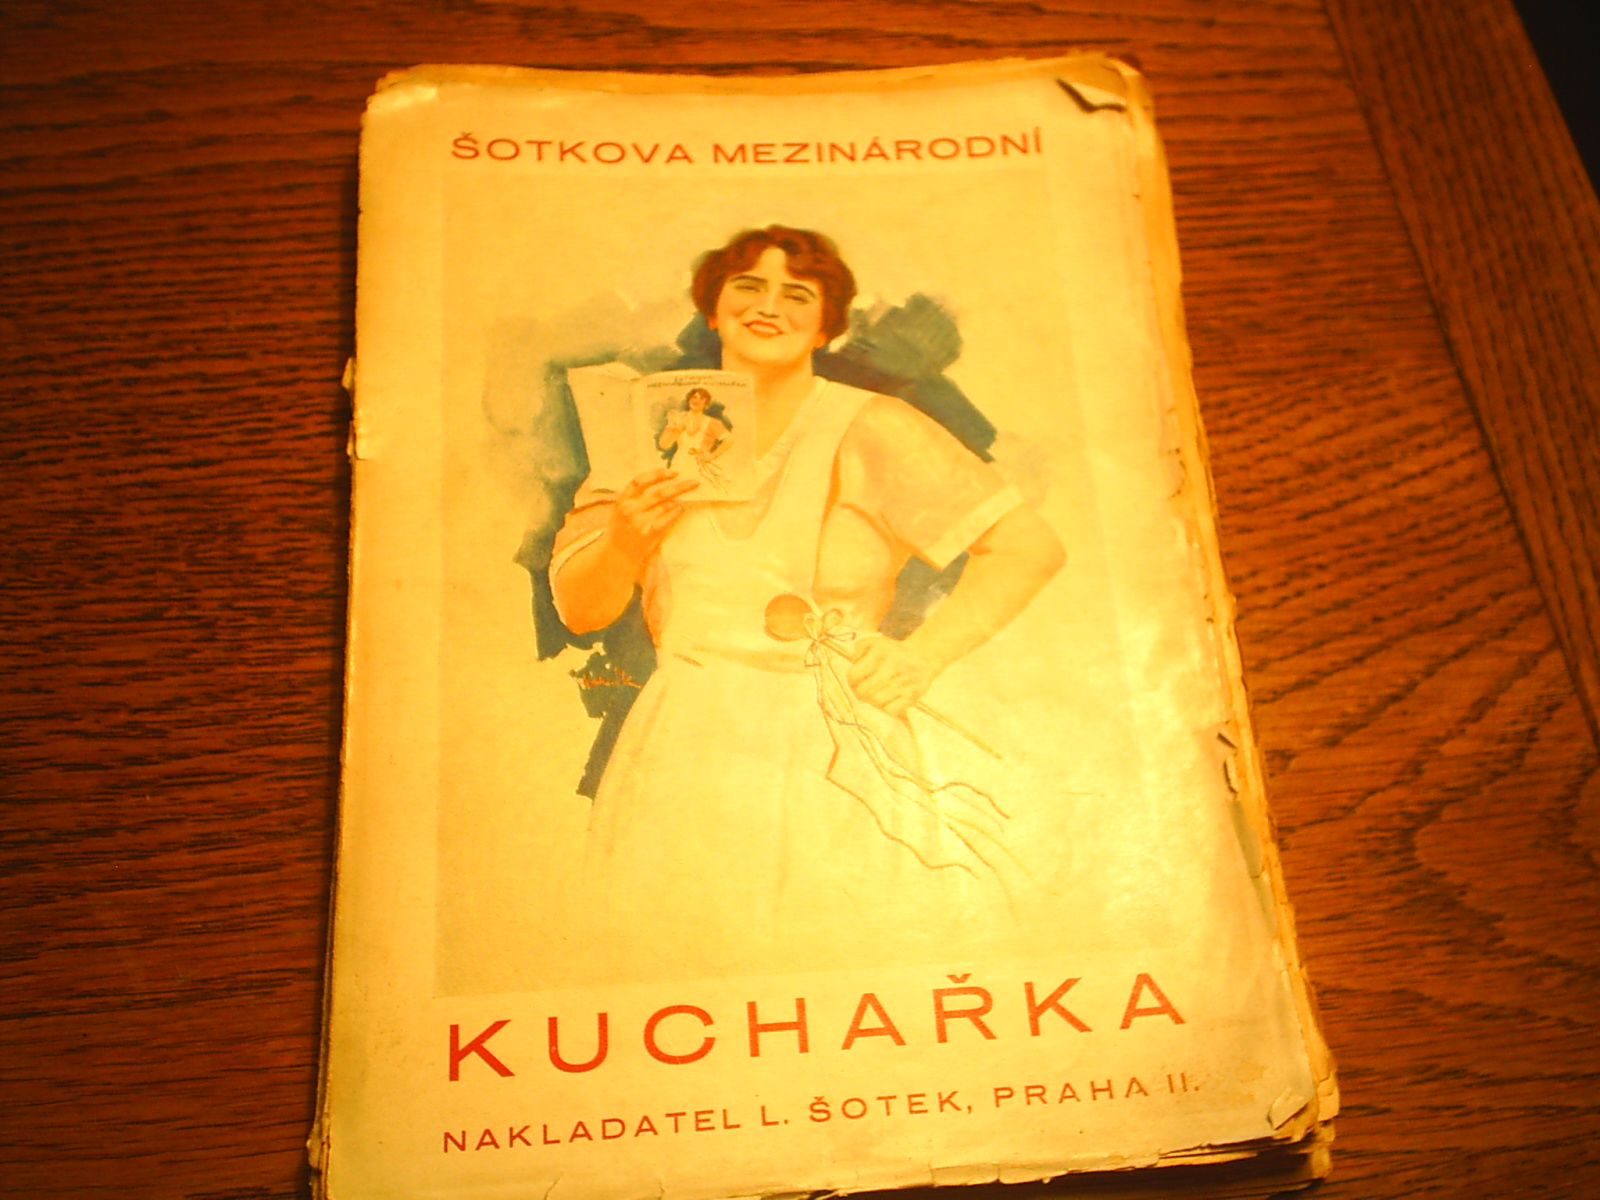 ŠOTKOVA MEZINÁRODNÍ
KUCHAŘKA
NAKLADATEL L. ŠOTEK, PRAHA II.